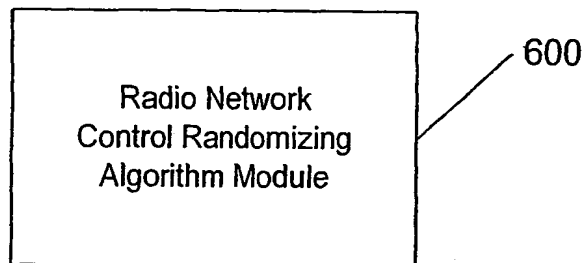 Radio Network
Control Randomizing
Algorithm Module
600